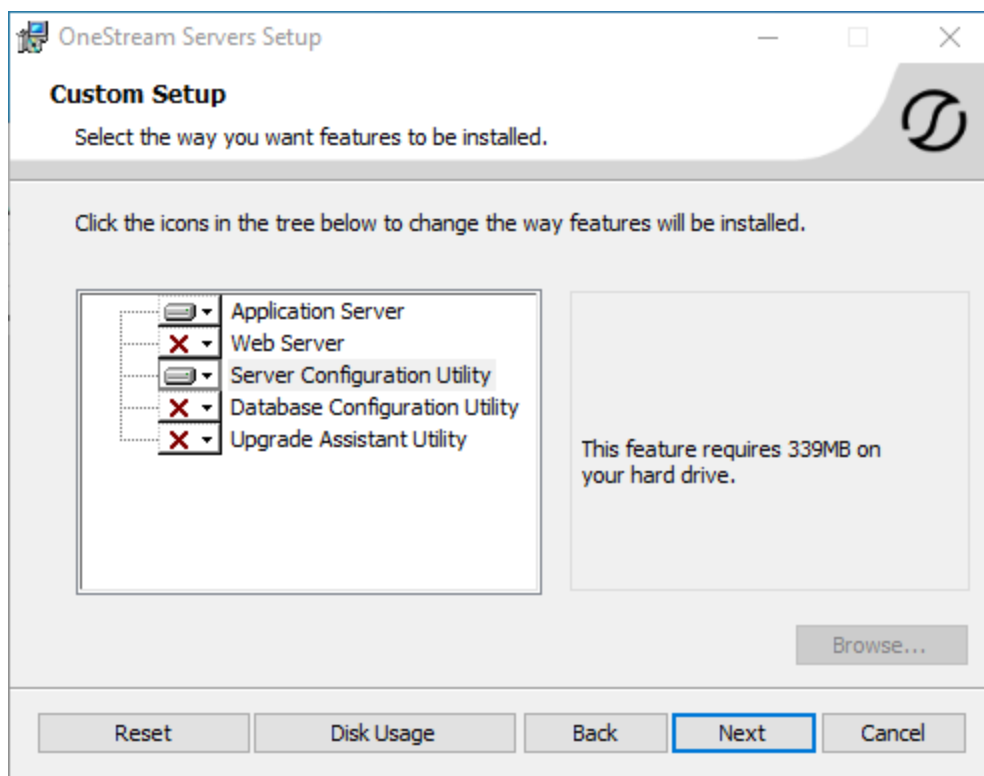 OneStream Servers Setup
Custom Setup
Select the way you want features to be installed.
Click the icons in the tree below to change the way features will be installed.
Application Server
Web Server
Server Configuration Utility
Database Configuration Utility
Upgrade Assistant Utility
This feature requires 339MB on
your hard drive.
Browse...
Reset
Disk Usage
Back
Next
Cancel